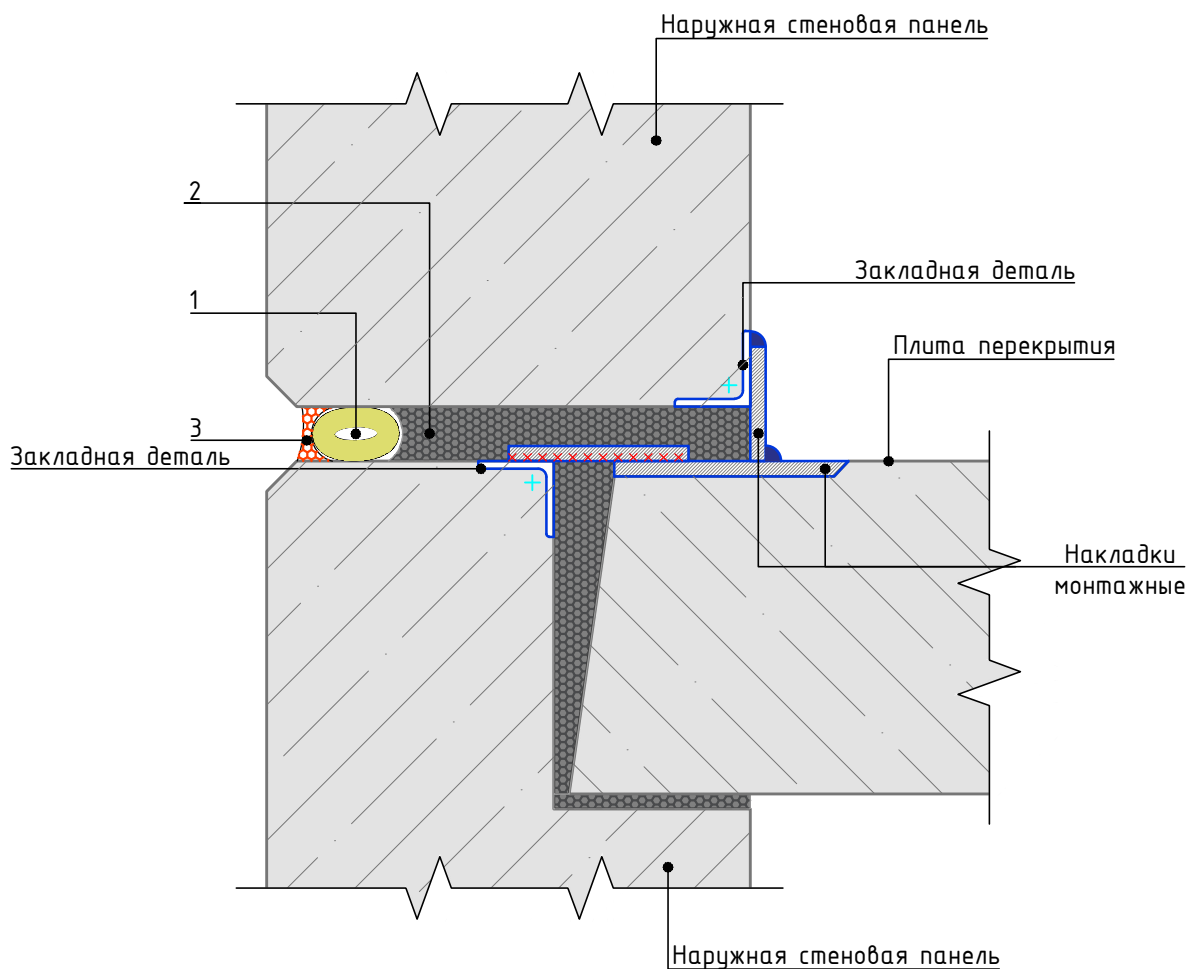 Наружная стеновая панель
2
Закладная деталь
1
Плита перекрытия
3
Закладная деталь
Накладки
монтажные
Наружная стеновая панель